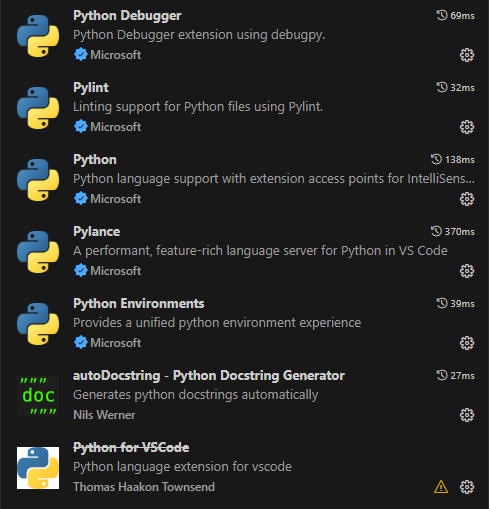 Python Debugger 69ms
Python Debugger extension using debugpy.
Microsoft
Pylint 32ms
Linting support for Python files using Pylint.
Microsoft
Python 138ms
Python language support with extension access points for IntelliSens...
Microsoft
Pylance 370ms
A performant, feature-rich language server for Python in VS Code
Microsoft
Python Environments 39ms
Provides a unified python environment experience
Microsoft
"""
doc
"""
autoDocstring - Python Docstring Generator 27ms
Generates python docstrings automatically
Nils Werner
Python for VSCode
Python language extension for vscode
Thomas Haakon Townsend